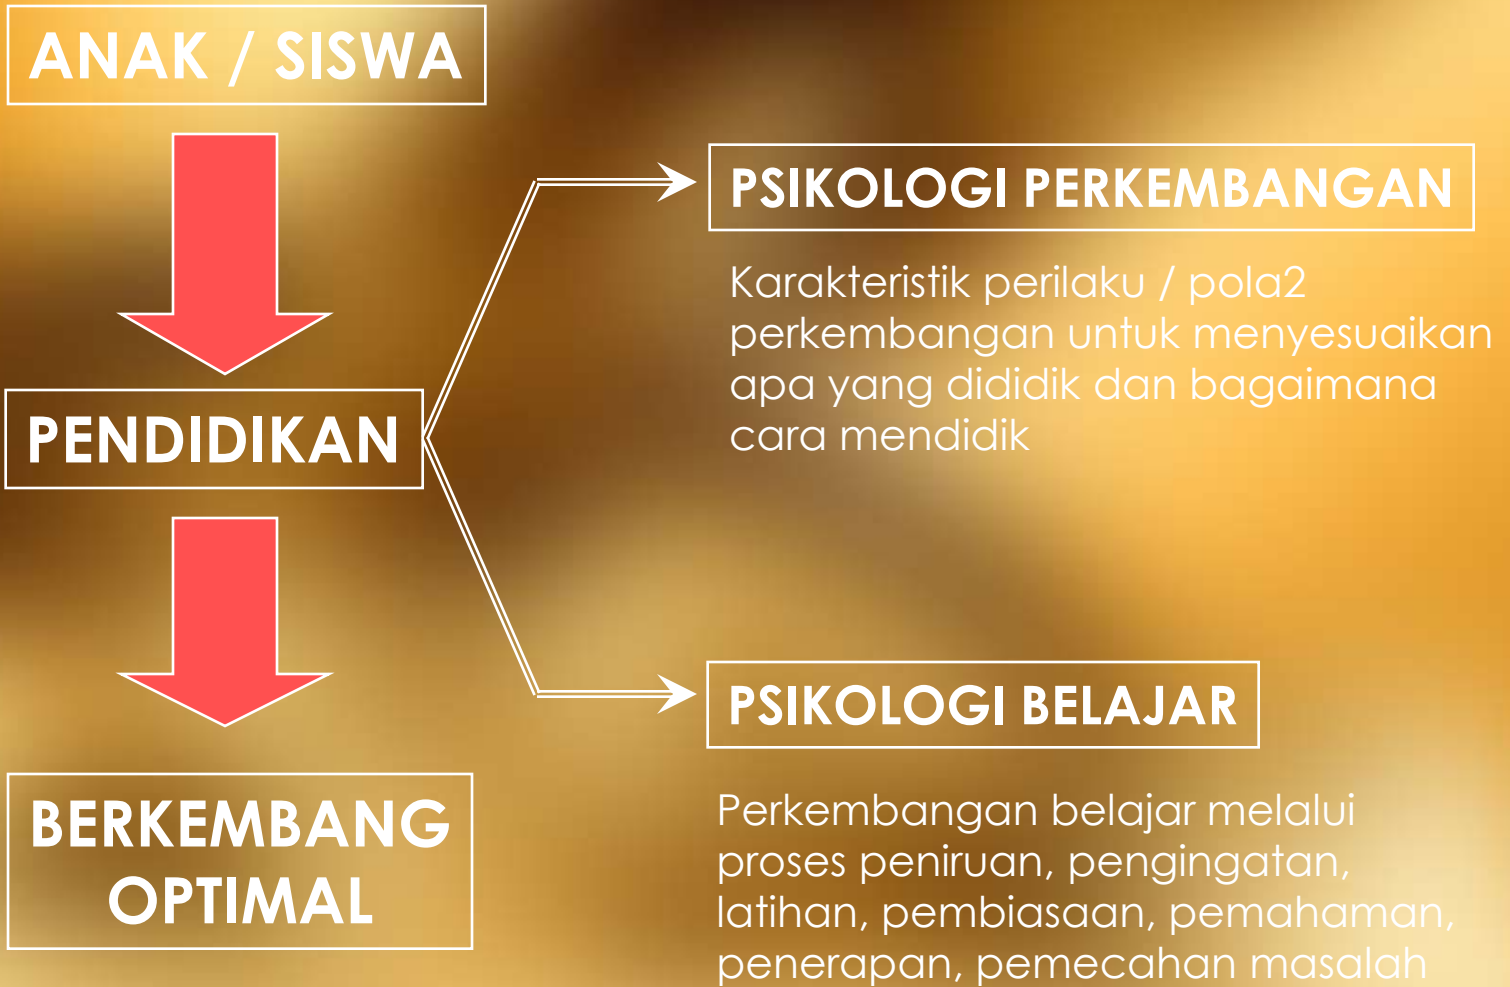 ANAK / SISWA
PENDIDIKAN
BERKEMBANG
OPTIMAL
PSIKOLOGI PERKEMBANGAN
Karakteristik perilaku / pola2
perkembangan untuk menyesuaikan
apa yang dididik dan bagaimana
cara mendidik
PSIKOLOGI BELAJAR
Perkembangan belajar melalui
proses peniruan, pengingatan,
latihan, pembiasaan, pemahaman,
penerapan, pemecahan masalah